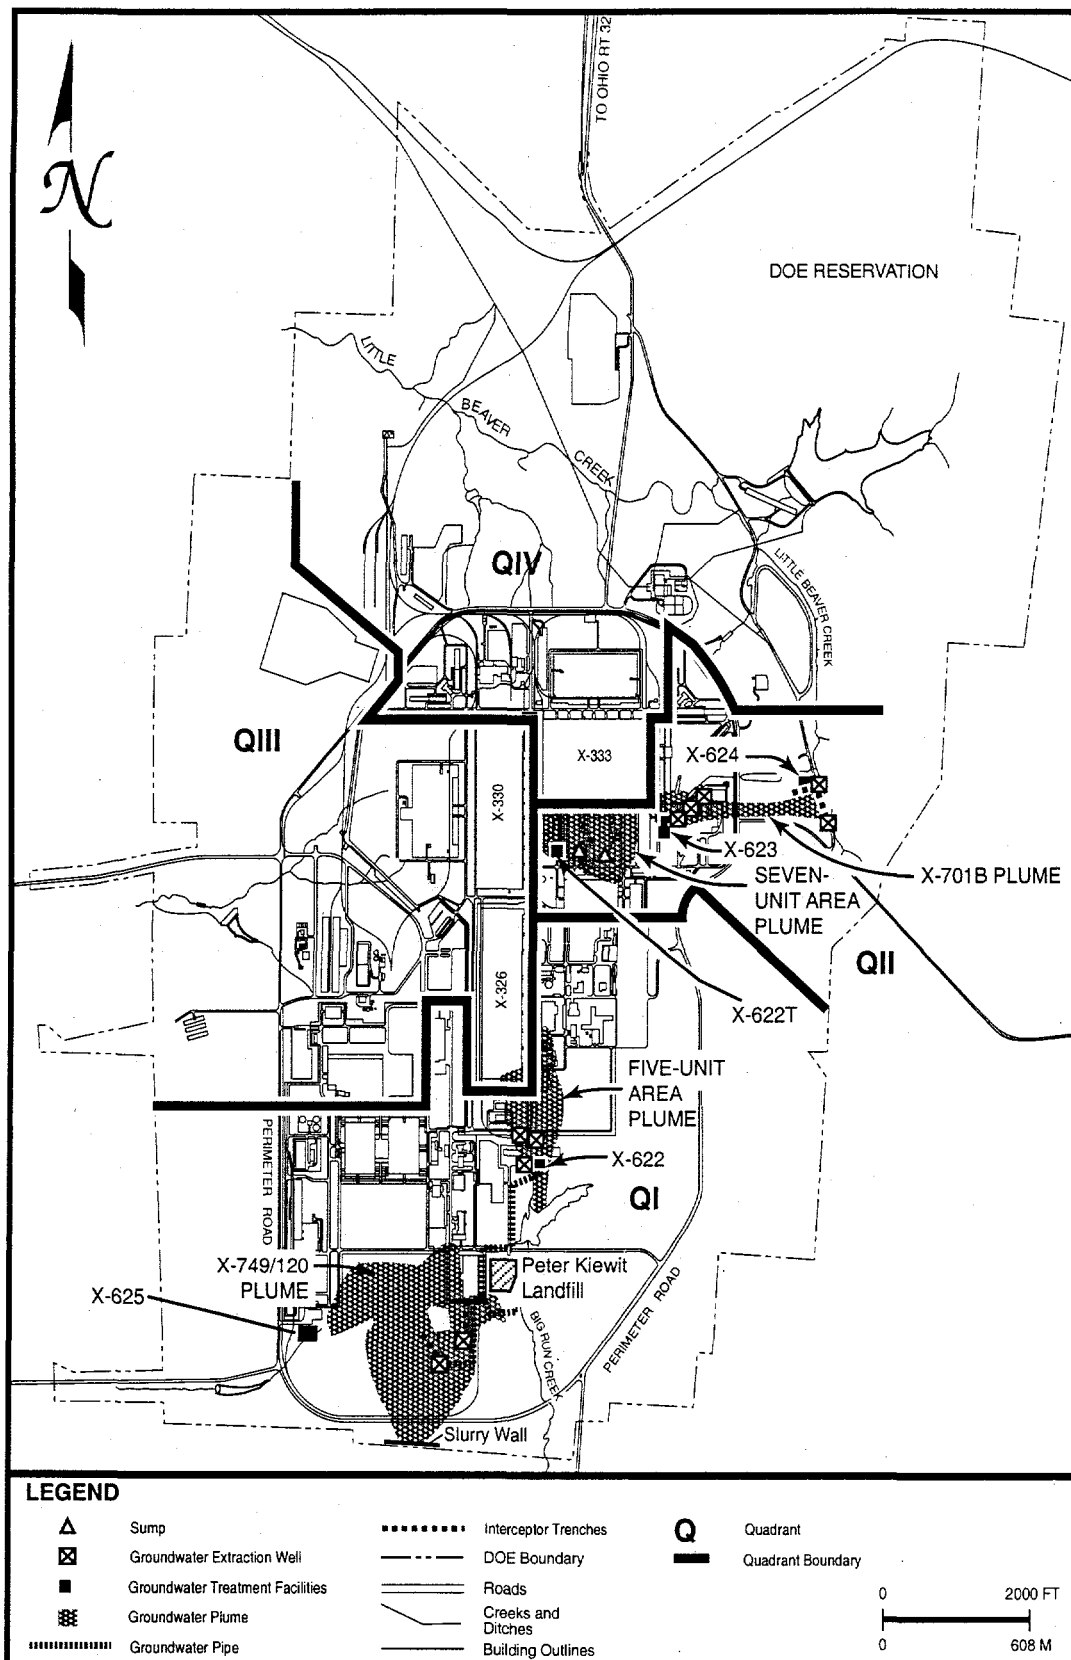 N
TO OHIO RT 32
DOE RESERVATION
LITTLE
BEAVER
CREEK
QIV
LITTLE BEAVER CREEK
QIII
X-333
X-624
X-330
X-623
X-701B PLUME
SEVEN-
UNIT AREA
PLUME
QII
X-326
X-622T
FIVE-UNIT
AREA
PLUME
PERIMETER ROAD
X-622
QI
X-749/120
PLUME
Peter Kiewit
Landfill
X-625
BIG RUN CREEK
PERIMETER ROAD
Slurry Wall
LEGEND
Sump
Groundwater Extraction Well
Groundwater Treatment Facilities
Groundwater Plume
Groundwater Pipe
Interceptor Trenches
DOE Boundary
Roads
Creeks and
Ditches
Building Outlines
Q Quadrant
Quadrant Boundary
0 2000 FT
0 608 M